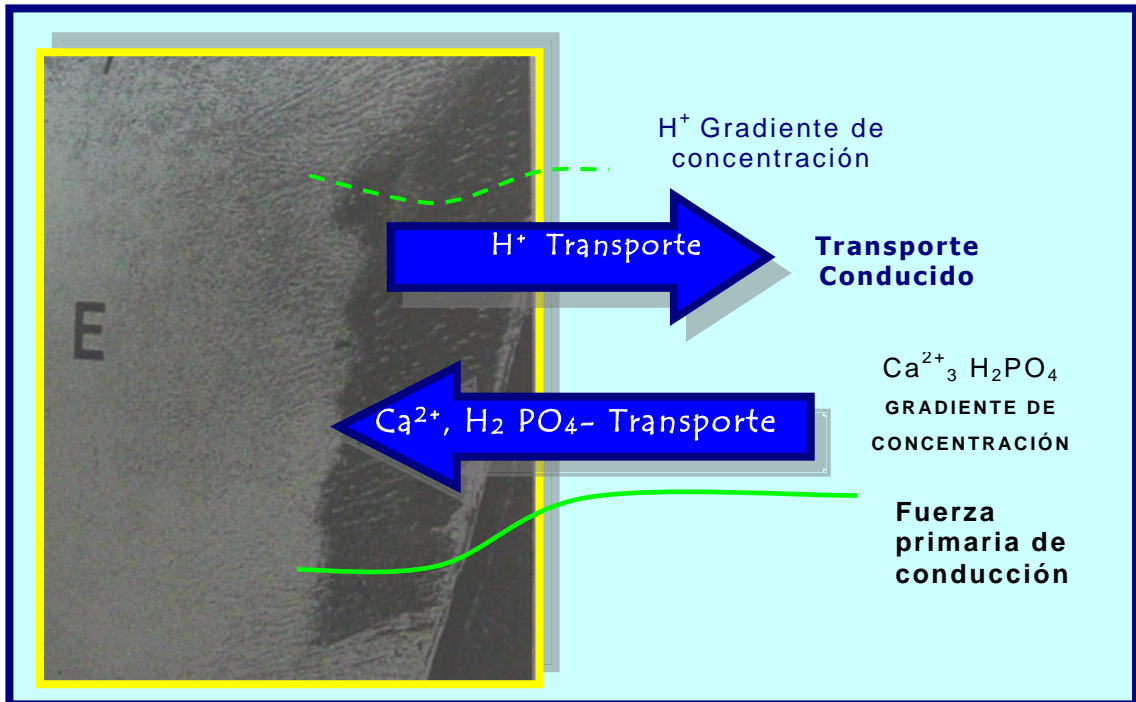 H⁺ Gradiente de
concentración
H⁺ Transporte
Transporte
Conducido
E
Ca²⁺₃ H₂PO₄
GRADIENTE DE
CONCENTRACIÓN
Ca²⁺, H₂ PO₄- Transporte
Fuerza
primaria de
conducción